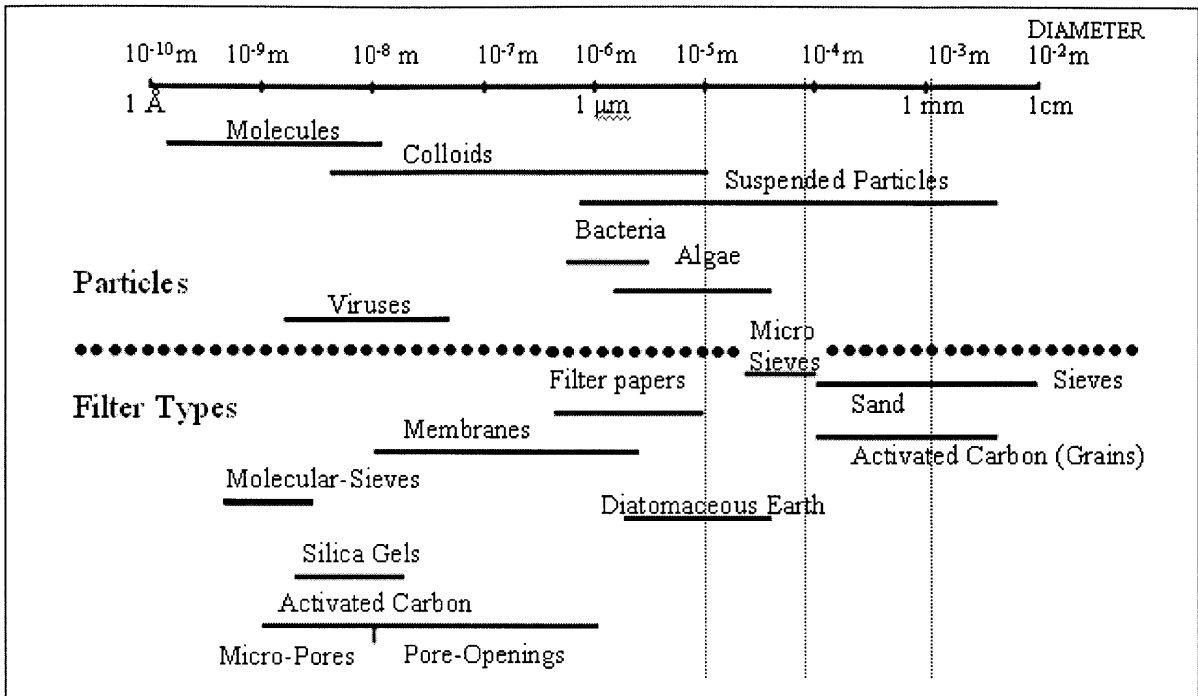 DIAMETER
10⁻¹⁰m 10⁻⁹m 10⁻⁸ m 10⁻⁷m 10⁻⁶m 10⁻⁵m 10⁻⁴m 10⁻³m 10⁻²m
1 Å 1 μm 1 mm 1cm
Molecules
Colloids
Suspended Particles
Bacteria
Algae
Particles
Viruses
Micro
Sieves
Filter papers
Sieves
Filter Types
Sand
Membranes
Activated Carbon (Grains)
Molecular-Sieves
Diatomaceous Earth
Silica Gels
Activated Carbon
Micro-Pores Pore-Openings